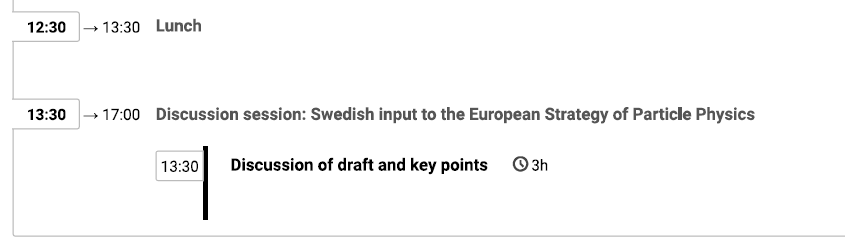 12:30 → 13:30 Lunch
13:30 → 17:00 Discussion session: Swedish input to the European Strategy of Particle Physics
13:30 Discussion of draft and key points 3h